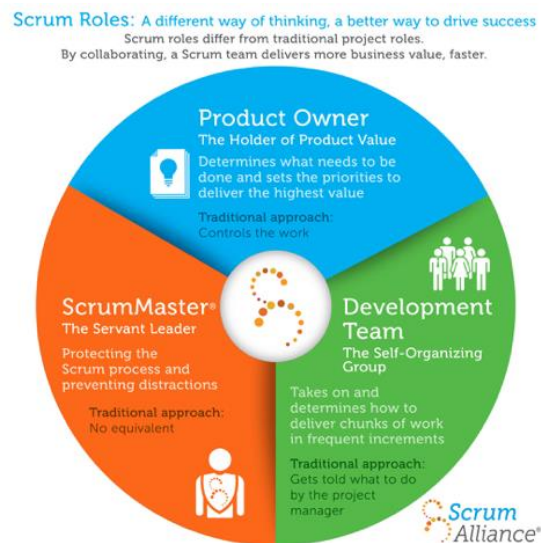 Scrum Roles: A different way of thinking, a better way to drive success
Scrum roles differ from traditional project roles.
By collaborating, a Scrum team delivers more business value, faster.
Product Owner
The Holder of Product Value
Determines what needs to be
done and sets the priorities to
deliver the highest value
Traditional approach:
Controls the work
ScrumMaster®
The Servant Leader
Protecting the
Scrum process and
preventing distractions
Traditional approach:
No equivalent
Development
Team
The Self-Organizing
Group
Takes on and
determines how to
deliver chunks of work
in frequent increments
Traditional approach:
Gets told what to do
by the project
manager
Scrum
Alliance®